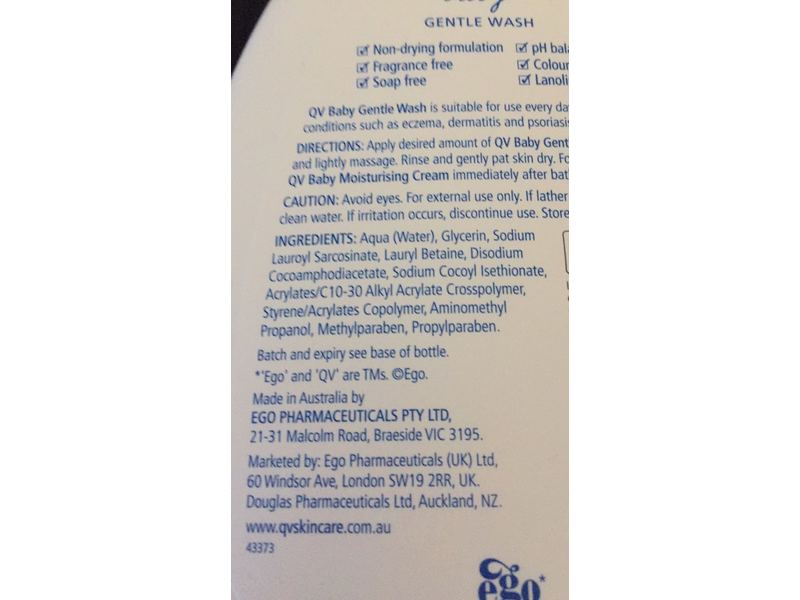 GENTLE WASH
☑ Non-drying formulation ☑ pH
☑ Fragrance free ☑
☑ Soap free ☑
QV Baby Gentle Wash is suitable for use every
conditions such as eczema, dermatitis and
DIRECTIONS: Apply desired amount of QV Baby
and lightly massage. Rinse and gently pat skin dry.
QV Baby Moisturising Cream immediately after
CAUTION: Avoid eyes. For external use only. If lather
clean water. If irritation occurs, discontinue use. Store
INGREDIENTS: Aqua (Water), Glycerin, Sodium
Lauroyl Sarcosinate, Lauryl Betaine, Disodium
Cocoamphodiacetate, Sodium Cocoyl Isethionate,
Acrylates/C10-30 Alkyl Acrylate Crosspolymer,
Styrene/Acrylates Copolymer, Aminomethyl
Propanol, Methylparaben, Propylparaben.
Batch and expiry see base of bottle.
*'Ego' and 'QV' are TMs. ©Ego.
Made in Australia by
EGO PHARMACEUTICALS PTY LTD,
21-31 Malcolm Road, Braeside VIC 3195.
Marketed by: Ego Pharmaceuticals (UK) Ltd,
60 Windsor Ave, London SW19 2RR, UK.
Douglas Pharmaceuticals Ltd, Auckland, NZ.
www.qvskincare.com.au
43373
ego*